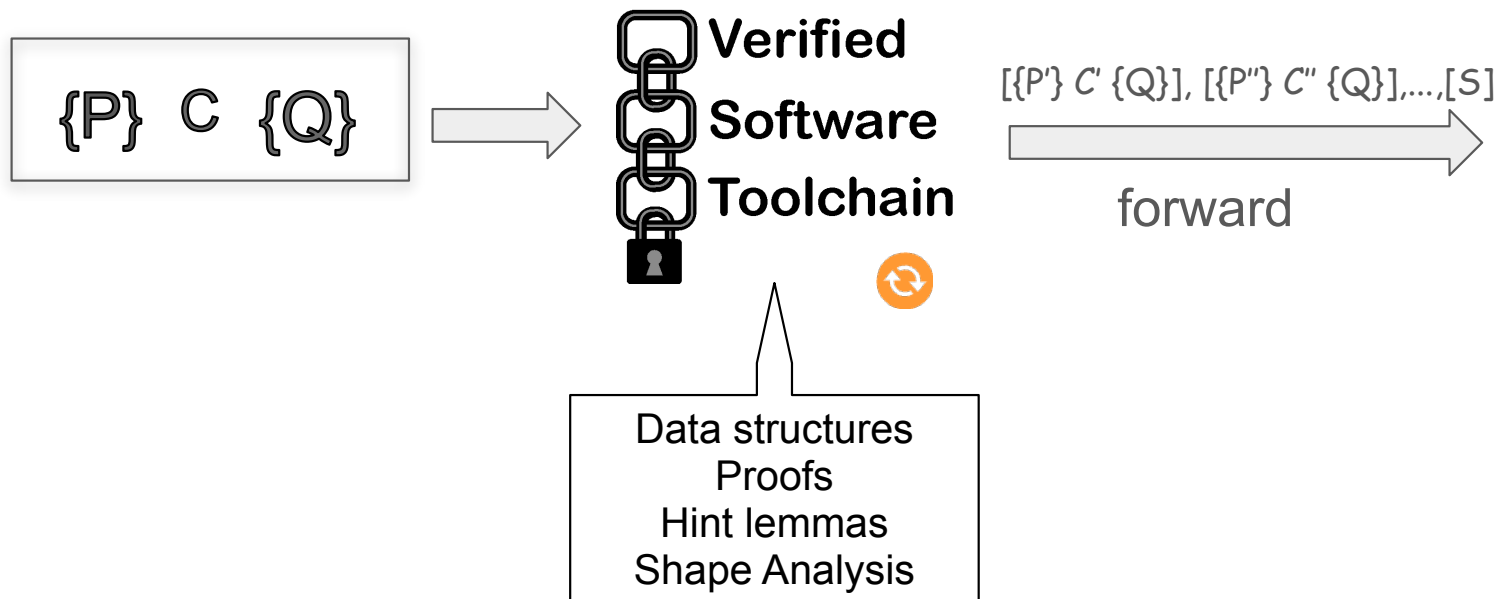 {P} C {Q}
Verified
Software
Toolchain
[{P'} C' {Q}], [{P''} C'' {Q}],...,[S]
forward
Data structures
Proofs
Hint lemmas
Shape Analysis